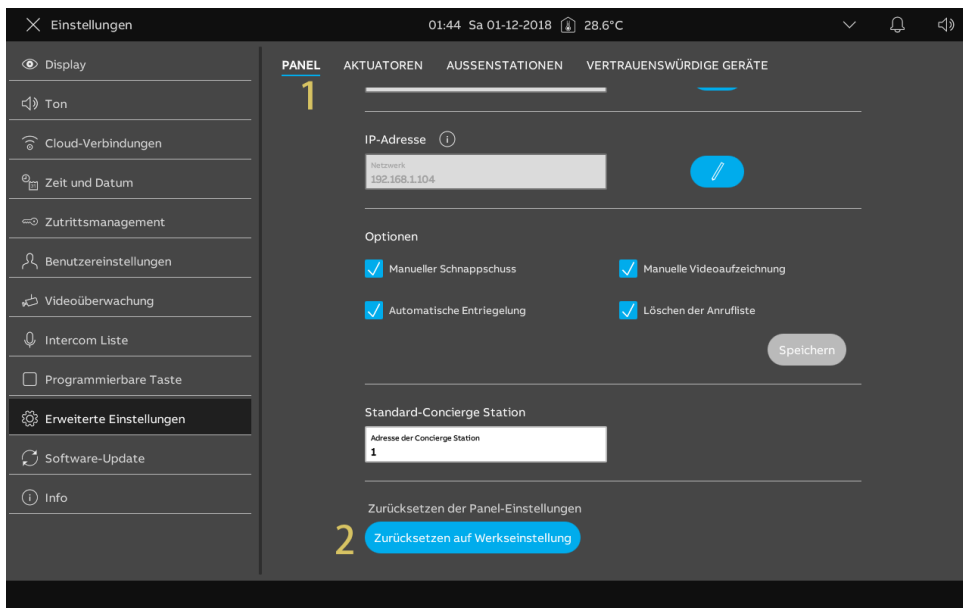 Einstellungen
01:44 Sa 01-12-2018 28.6°C
Display
Ton
Cloud-Verbindungen
Zeit und Datum
Zutrittsmanagement
Benutzereinstellungen
Videoüberwachung
Intercom Liste
Programmierbare Taste
Erweiterte Einstellungen
Software-Update
Info
PANEL AKTUATOREN AUSSENSTATIONEN VERTRAUENSWÜRDIGE GERÄTE
1
IP-Adresse
Netzwerk
192.168.1.104
Optionen
Manueller Schnappschuss Manuelle Videoaufzeichnung
Automatische Entriegelung Löschen der Anrufliste
Speichern
Standard-Concierge Station
Adresse der Concierge Station
1
Zurücksetzen der Panel-Einstellungen
2 Zurücksetzen auf Werkseinstellung